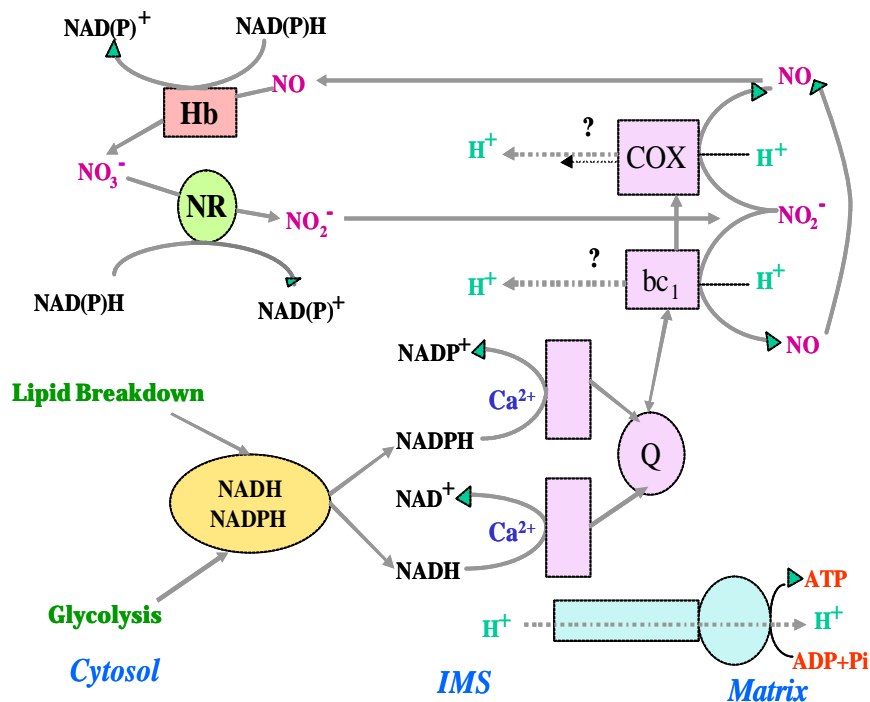 NAD(P)⁺
NAD(P)H
NO
NO
Hb
?
H⁺
COX
H⁺
NO₃⁻
NR
NO₂⁻
NO₂⁻
?
H⁺
bc₁
H⁺
NAD(P)H
NAD(P)⁺
NO
NADP⁺
Lipid Breakdown
Ca²⁺
NADPH
Q
NADH
NADPH
NAD⁺
Ca²⁺
NADH
ATP
Glycolysis
H⁺
H⁺
ADP+Pi
Cytosol
IMS
Matrix